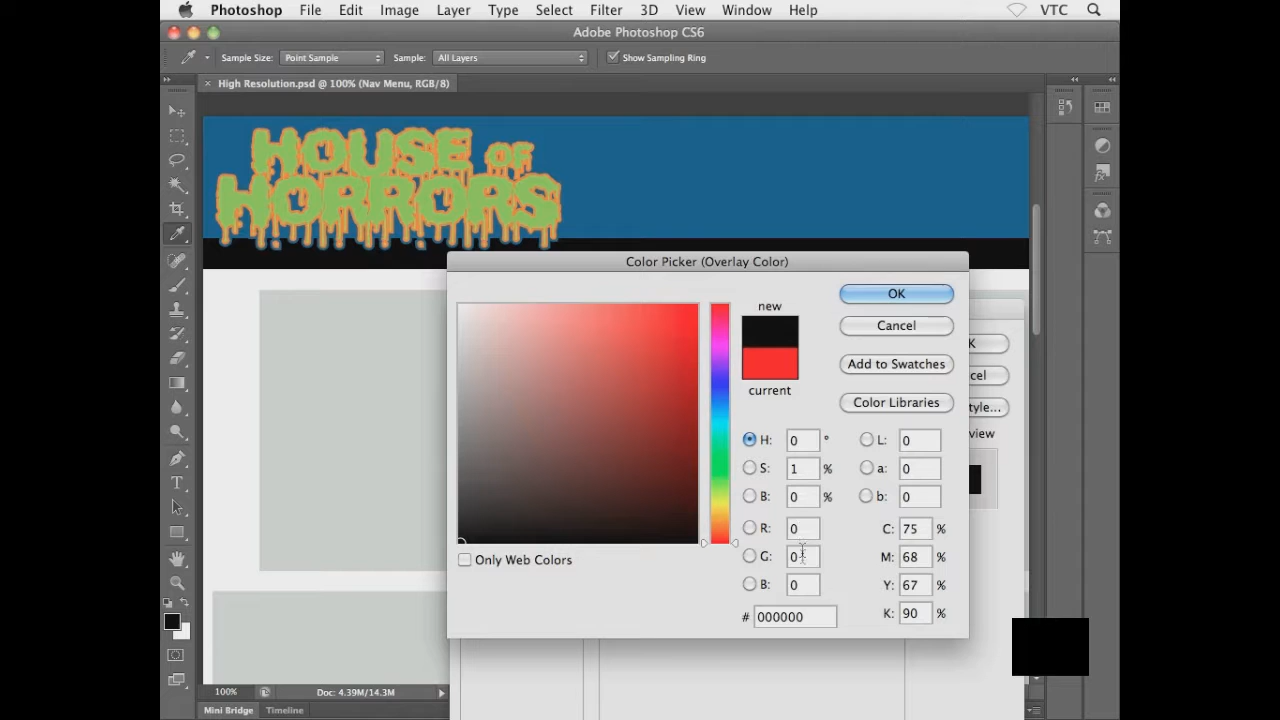 Photoshop File Edit Image Layer Type Select Filter 3D View Window Help VTC
Adobe Photoshop CS6
Sample Size: Point Sample Sample: All Layers Show Sampling Ring
High Resolution.psd @ 100% (Nav Menu, RGB/8)
HOUSE OF
HORRORS
Color Picker (Overlay Color)
new
OK
Cancel
Add to Swatches
current
Color Libraries
H: 0 ° L: 0
S: 1 % a: 0
B: 0 % b: 0
R: 0 C: 75 %
G: 0 M: 68 %
B: 0 Y: 67 %
# 000000 K: 90 %
Only Web Colors
K
cel
tyle...
view
100% Doc: 4.39M/14.3M
Mini Bridge Timeline